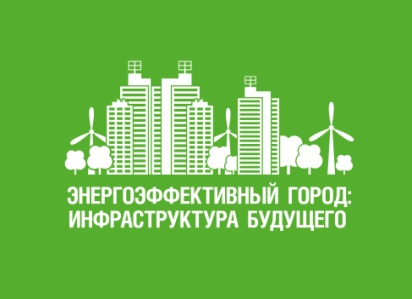 ЭНЕРГОЭФФЕКТИВНЫЙ ГОРОД:
ИНФРАСТРУКТУРА БУДУЩЕГО